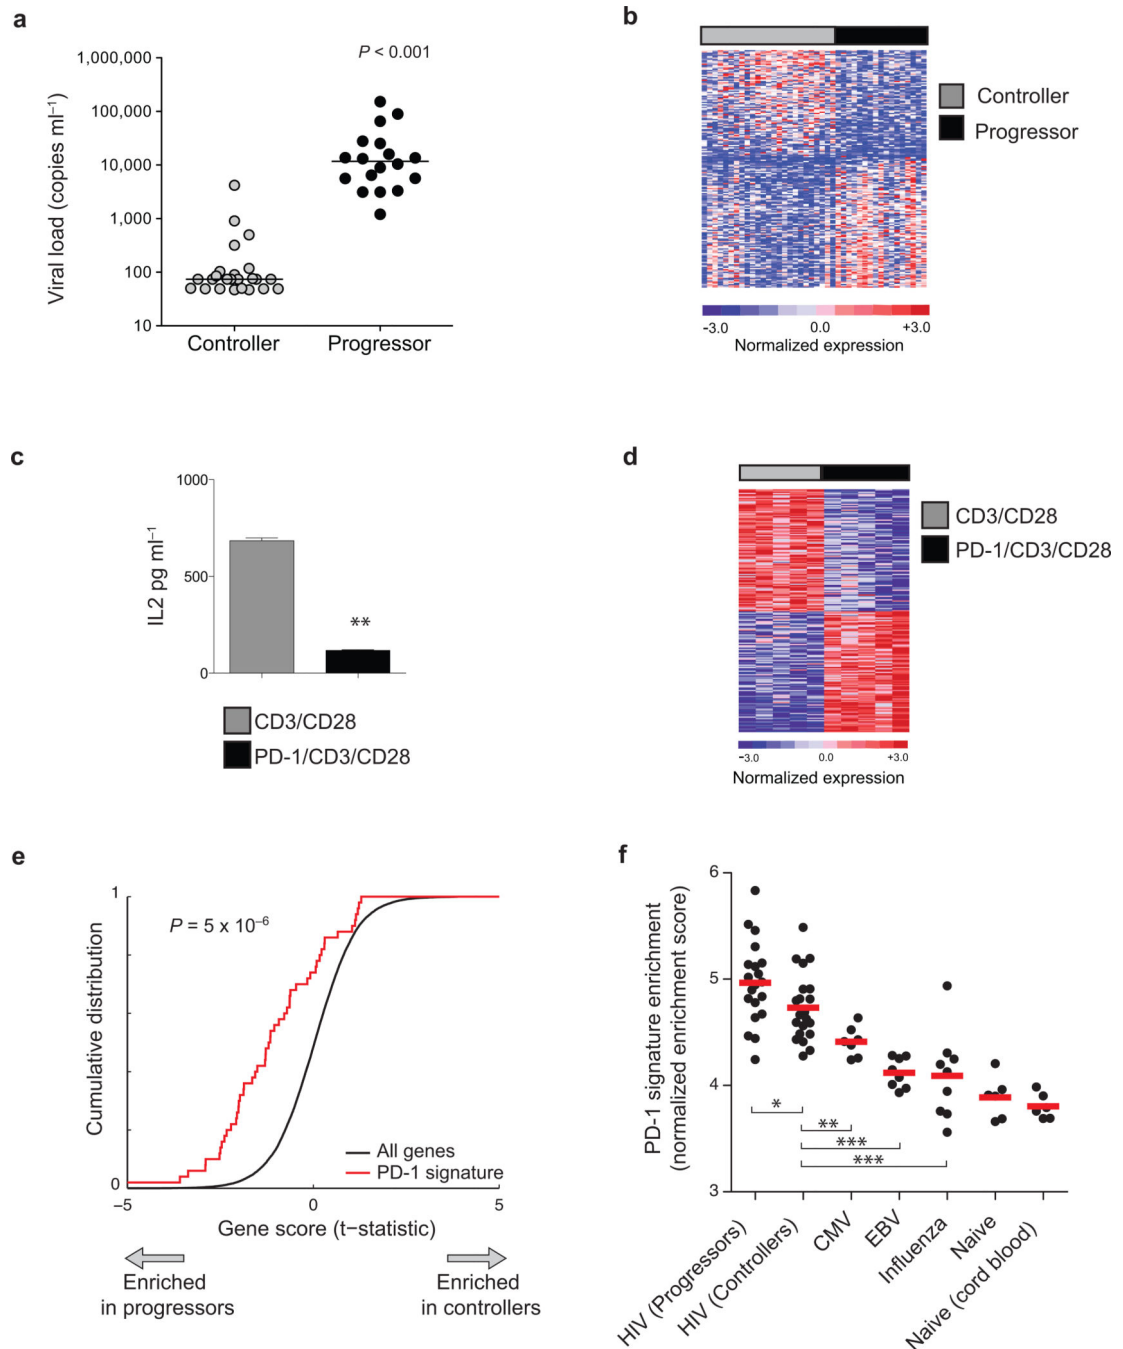 a
P < 0.001
1,000,000
100,000
10,000
1,000
100
10
Viral load (copies ml⁻¹)
Controller
Progressor
b
Controller
Progressor
-3.0
0.0
+3.0
Normalized expression
c
1000
500
0
IL2 pg ml⁻¹
**
CD3/CD28
PD-1/CD3/CD28
d
CD3/CD28
PD-1/CD3/CD28
−3.0
0.0
+3.0
Normalized expression
e
1
0
Cumulative distribution
P = 5 x 10⁻⁶
All genes
PD-1 signature
−5
0
5
Gene score (t−statistic)
Enriched
in progressors
Enriched
in controllers
f
6
5
4
3
PD-1 signature enrichment
(normalized enrichment score)
*
**
***
***
HIV (Progressors)
HIV (Controllers)
CMV
EBV
Influenza
Naive
Naive (cord blood)